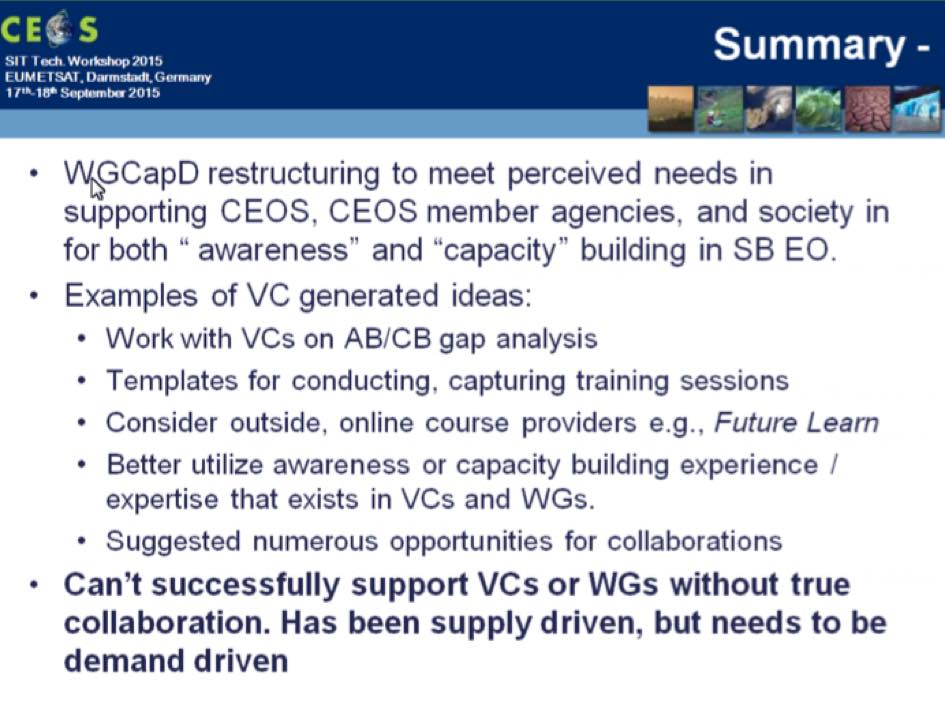 CEOS
SIT Tech. Workshop 2015
EUMETSAT, Darmstadt, Germany
17th-18th September 2015
Summary -
• WGCapD restructuring to meet perceived needs in
supporting CEOS, CEOS member agencies, and society in
for both “ awareness” and “capacity” building in SB EO.
• Examples of VC generated ideas:
• Work with VCs on AB/CB gap analysis
• Templates for conducting, capturing training sessions
• Consider outside, online course providers e.g., Future Learn
• Better utilize awareness or capacity building experience /
expertise that exists in VCs and WGs.
• Suggested numerous opportunities for collaborations
• Can’t successfully support VCs or WGs without true
collaboration. Has been supply driven, but needs to be
demand driven